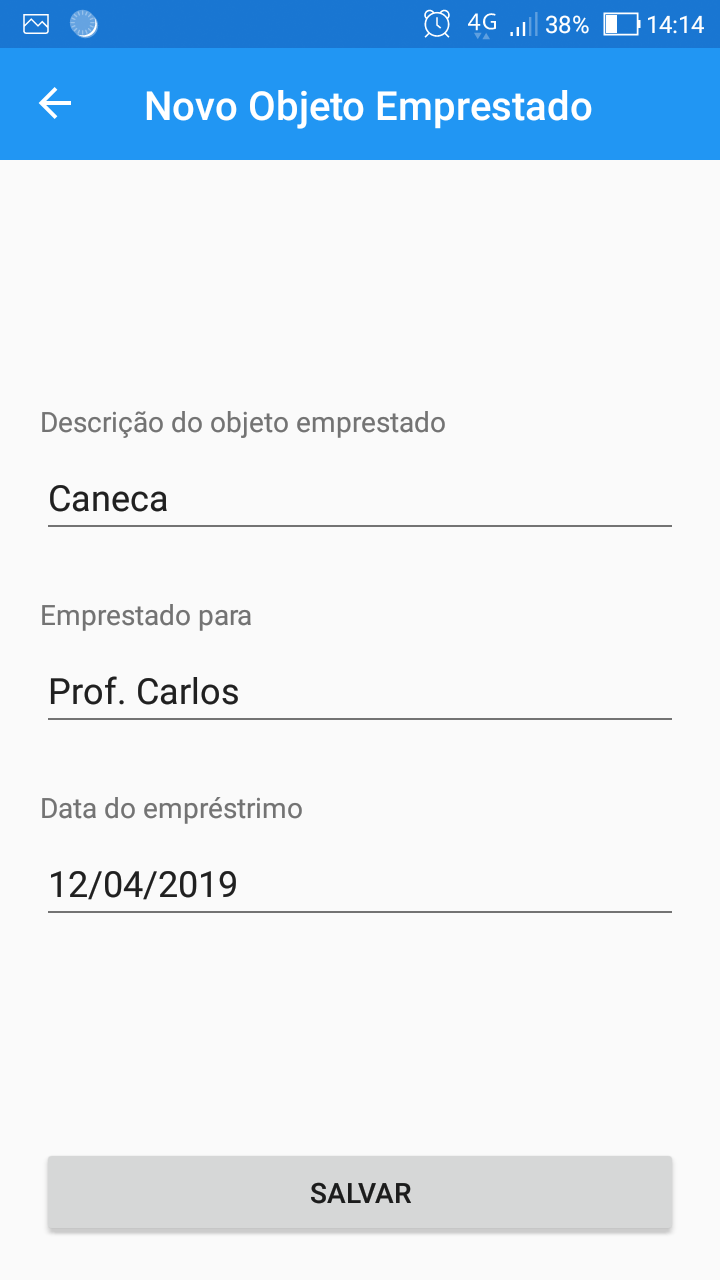 4G 38% 14:14
Novo Objeto Emprestado
Descrição do objeto emprestado
Caneca
Emprestado para
Prof. Carlos
Data do empréstrimo
12/04/2019
SALVAR